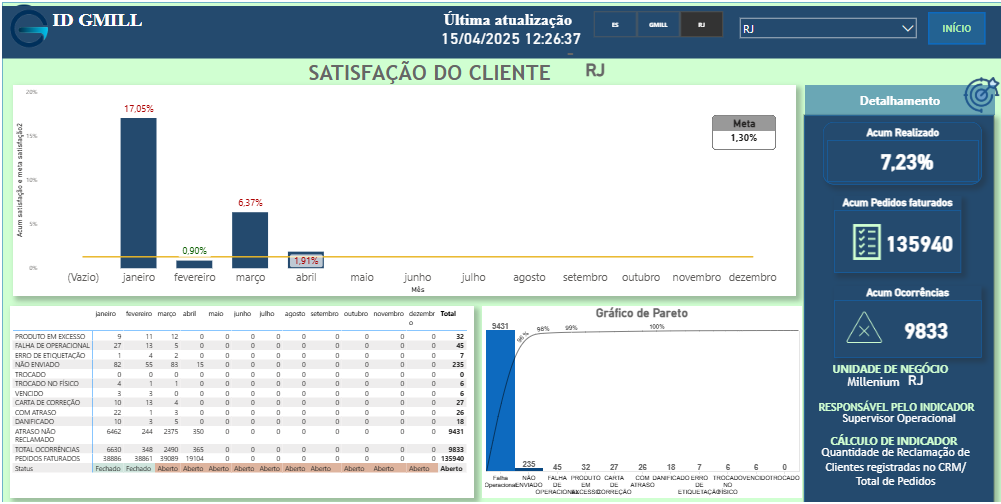 ID GMILL
Última atualização
15/04/2025 12:26:37
ES GMILL RJ
RJ
INÍCIO
SATISFAÇÃO DO CLIENTE RJ
Acum satisfação e meta satisfação2
20%
15%
10%
5%
0%
17,05%
0,90%
6,37%
1,91%
Meta
1,30%
(Vazio) janeiro fevereiro março abril maio junho julho agosto setembro outubro novembro dezembro
Mês
Detalhamento
Acum Realizado
7,23%
Acum Pedidos faturados
135940
Acum Ocorrências
9833
UNIDADE DE NEGÓCIO
Millenium RJ
RESPONSÁVEL PELO INDICADOR
Supervisor Operacional
CÁLCULO DE INDICADOR
Quantidade de Reclamação de
Clientes registradas no CRM/
Total de Pedidos
janeiro fevereiro março abril maio junho julho agosto setembro outubro novembro dezembr Total
o
PRODUTO EM EXCESSO 9 11 12 0 0 0 0 0 0 0 0 0 32
FALHA DE OPERACIONAL 27 13 5 0 0 0 0 0 0 0 0 0 45
ERRO DE ETIQUETAÇÃO 1 4 2 0 0 0 0 0 0 0 0 0 7
NÃO ENVIADO 82 55 83 15 0 0 0 0 0 0 0 0 235
TROCADO 0 0 0 0 0 0 0 0 0 0 0 0 0
TROCADO NO FÍSICO 4 1 1 0 0 0 0 0 0 0 0 0 6
VENCIDO 3 3 0 0 0 0 0 0 0 0 0 0 6
CARTA DE CORREÇÃO 10 13 4 0 0 0 0 0 0 0 0 0 27
COM ATRASO 22 1 3 0 0 0 0 0 0 0 0 0 26
DANIFICADO 10 3 5 0 0 0 0 0 0 0 0 0 18
ATRASO NÃO 6462 244 2375 350 0 0 0 0 0 0 0 0 9431
RECLAMADO
TOTAL OCORRÊNCIAS 6630 348 2490 365 0 0 0 0 0 0 0 0 9833
PEDIDOS FATURADOS 38886 38861 39089 19104 0 0 0 0 0 0 0 0 135940
Status Fechado Fechado Aberto Aberto Aberto Aberto Aberto Aberto Aberto Aberto Aberto Aberto Aberto
Gráfico de Pareto
9431 96 % 98% 99% 100%
235 45 32 27 26 18 7 6 6 0
Falha NÃO FALHA PRODUTO CARTA COM DANIFICADO ERRO TROCADO VENCIDO TROCADO
Operacional ENVIADO DE EM DE ATRASO DE NO
OPERACIONAL EXCESSO CORREÇÃO ETIQUETAÇÃO FÍSICO